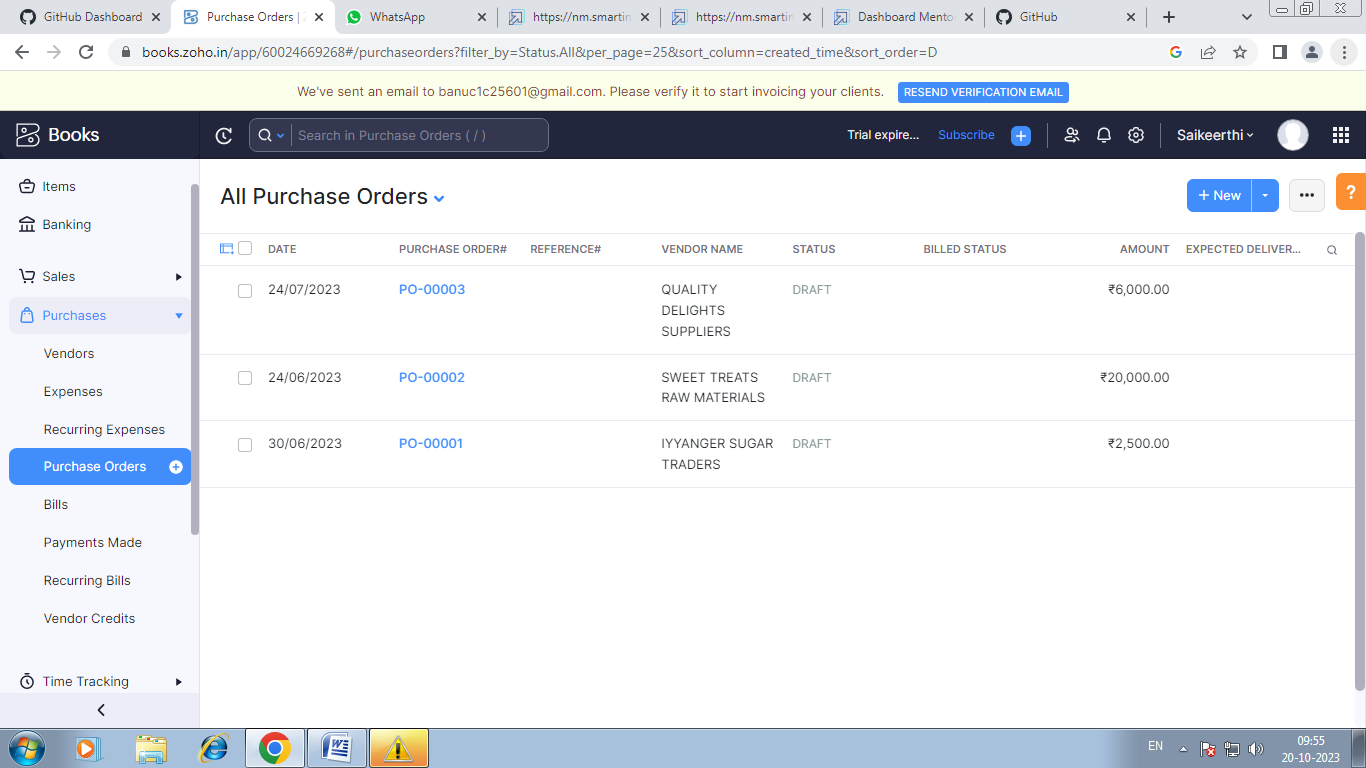 GitHub Dashboard
Purchase Orders |
WhatsApp
https://nm.smartin
https://nm.smartin
Dashboard Mento
GitHub
books.zoho.in/app/60024669268#/purchaseorders?filter_by=Status.All&per_page=25&sort_column=created_time&sort_order=D
We've sent an email to banuc1c25601@gmail.com. Please verify it to start invoicing your clients. RESEND VERIFICATION EMAIL
Books
Search in Purchase Orders ( / )
Trial expire... Subscribe
Saikeerthi
Items
Banking
Sales
Purchases
Vendors
Expenses
Recurring Expenses
Purchase Orders
Bills
Payments Made
Recurring Bills
Vendor Credits
Time Tracking
All Purchase Orders
+ New
?
DATE PURCHASE ORDER# REFERENCE# VENDOR NAME STATUS BILLED STATUS AMOUNT EXPECTED DELIVER...
24/07/2023 PO-00003 QUALITY DRAFT ₹6,000.00
DELIGHTS
SUPPLIERS
24/06/2023 PO-00002 SWEET TREATS DRAFT ₹20,000.00
RAW MATERIALS
30/06/2023 PO-00001 IYYANGER SUGAR DRAFT ₹2,500.00
TRADERS
EN
09:55
20-10-2023